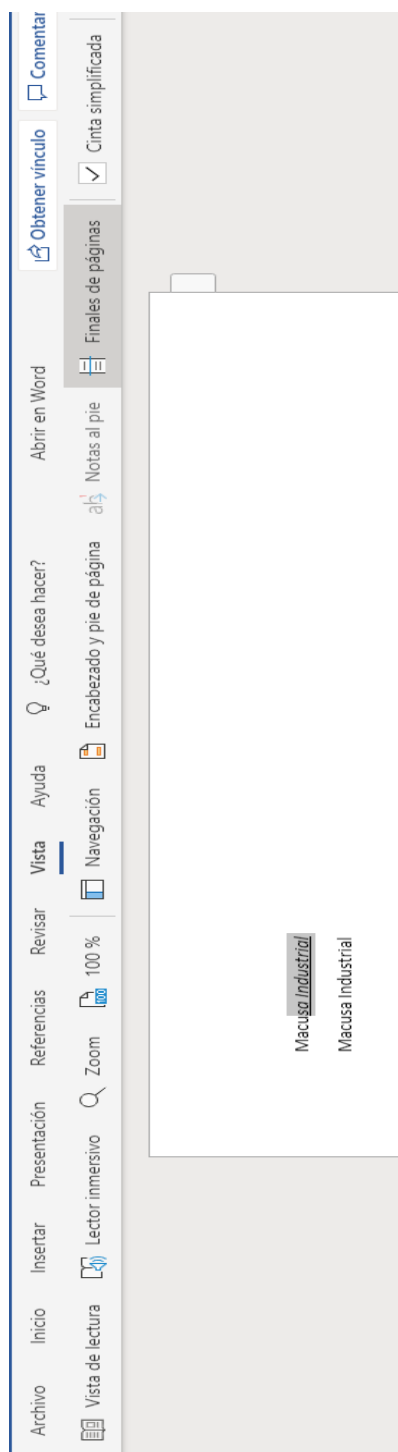 Archivo Inicio Insertar Presentación Referencias Revisar Vista Ayuda ¿Qué desea hacer? Abrir en Word Obtener vínculo Comentar
Vista de lectura Lector inmersivo Zoom 100 100 % Navegación Encabezado y pie de página ab Notas al pie Finales de páginas Cinta simplificada
Macusa Industrial
Macusa Industrial